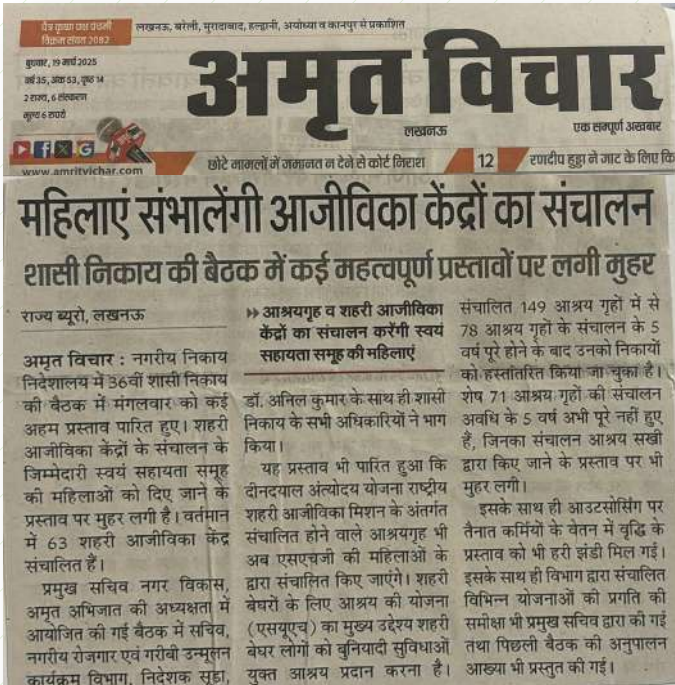 चैत्र कृष्ण पक्ष पंचमी
विक्रम संवत 2082
लखनऊ, बरेली, मुरादाबाद, हल्द्वानी, अयोध्या व कानपुर से प्रकाशित
बुधवार, 19 मार्च 2025
वर्ष 35, अंक 53, पृष्ठ 14
2 राज्य, 6 संस्करण
मूल्य 6 रुपये
अमृत विचार
लखनऊ
एक सम्पूर्ण अखबार
www.amritvichar.com
छोटे मामलों में जमानत न देने से कोर्ट निराश
12
रणदीप हुड्डा ने जाट के लिए कि
महिलाएं संभालेंगी आजीविका केंद्रों का संचालन
शासी निकाय की बैठक में कई महत्वपूर्ण प्रस्तावों पर लगी मुहर
राज्य ब्यूरो, लखनऊ
अमृत विचार : नगरीय निकाय
निदेशालय में 36वीं शासी निकाय
की बैठक में मंगलवार को कई
अहम प्रस्ताव पारित हुए। शहरी
आजीविका केंद्रों के संचालन के
जिम्मेदारी स्वयं सहायता समूह
की महिलाओं को दिए जाने के
प्रस्ताव पर मुहर लगी है। वर्तमान
में 63 शहरी आजीविका केंद्र
संचालित हैं।
प्रमुख सचिव नगर विकास,
अमृत अभिजात की अध्यक्षता में
आयोजित की गई बैठक में सचिव,
नगरीय रोजगार एवं गरीबी उन्मूलन
कार्यक्रम विभाग, निदेशक सूडा,
आश्रयगृह व शहरी आजीविका
केंद्रों का संचालन करेंगी स्वयं
सहायता समूह की महिलाएं
डॉ. अनिल कुमार के साथ ही शासी
निकाय के सभी अधिकारियों ने भाग
किया।
यह प्रस्ताव भी पारित हुआ कि
दीनदयाल अंत्योदय योजना राष्ट्रीय
शहरी आजीविका मिशन के अंतर्गत
संचालित होने वाले आश्रयगृह भी
अब एसएचजी की महिलाओं के
द्वारा संचालित किए जाएंगे। शहरी
बेघरों के लिए आश्रय की योजना
(एसयूएच) का मुख्य उद्देश्य शहरी
बेघर लोगों को बुनियादी सुविधाओं
युक्त आश्रय प्रदान करना है।
संचालित 149 आश्रय गृहों में से
78 आश्रय गृहों के संचालन के 5
वर्ष पूरे होने के बाद उनको निकायों
को हस्तांतरित किया जा चुका है।
शेष 71 आश्रय गृहों की संचालन
अवधि के 5 वर्ष अभी पूरे नहीं हुए
हैं, जिनका संचालन आश्रय सखी
द्वारा किए जाने के प्रस्ताव पर भी
मुहर लगी।
इसके साथ ही आउटसोर्सिंग पर
तैनात कर्मियों के वेतन में वृद्धि के
प्रस्ताव को भी हरी झंडी मिल गई।
इसके साथ ही विभाग द्वारा संचालित
विभिन्न योजनाओं की प्रगति की
समीक्षा भी प्रमुख सचिव द्वारा की गई
तथा पिछली बैठक की अनुपालन
आख्या भी प्रस्तुत की गई।